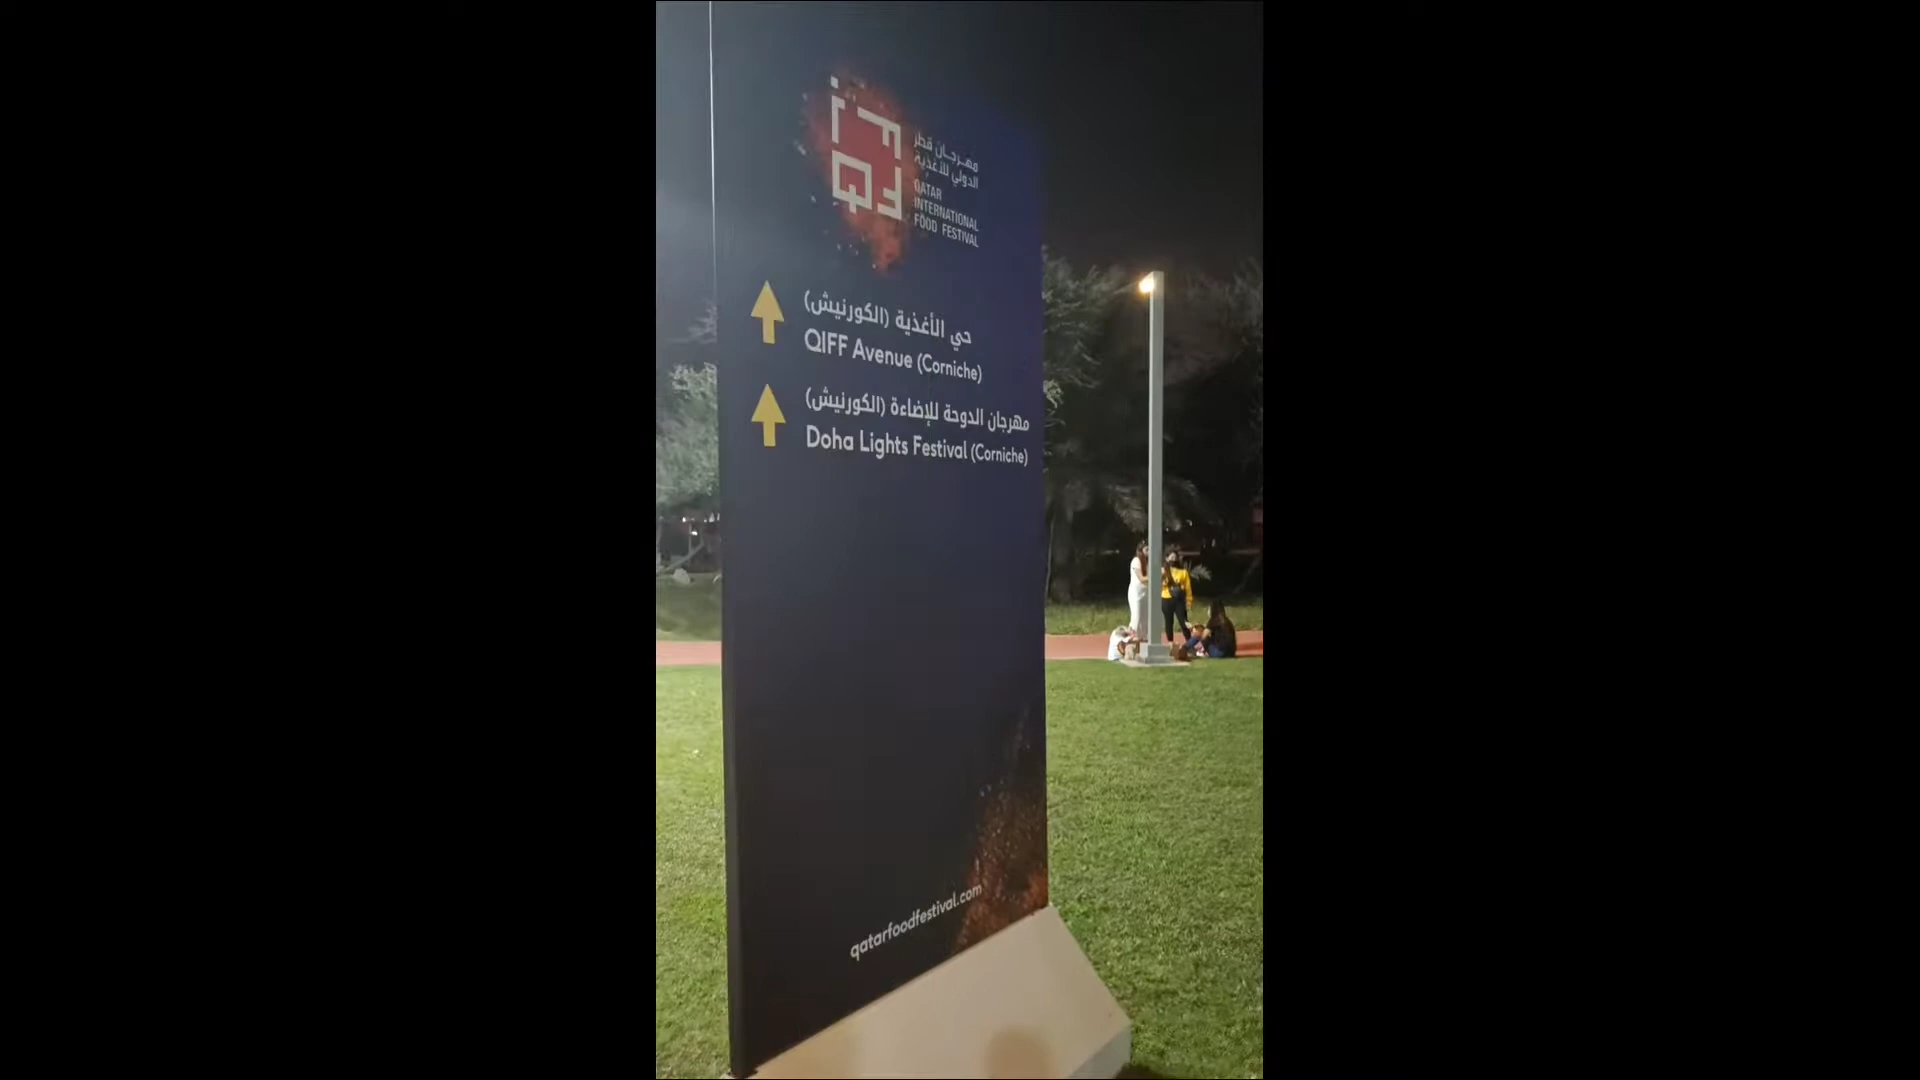 مهرجان قطر
الدولي للأغذية
QATAR
INTERNATIONAL
FOOD FESTIVAL
حي الأغذية (الكورنيش)
QIFF Avenue (Corniche)
مهرجان الدوحة للإضاءة (الكورنيش)
Doha Lights Festival (Corniche)
qatarfoodfestival.com